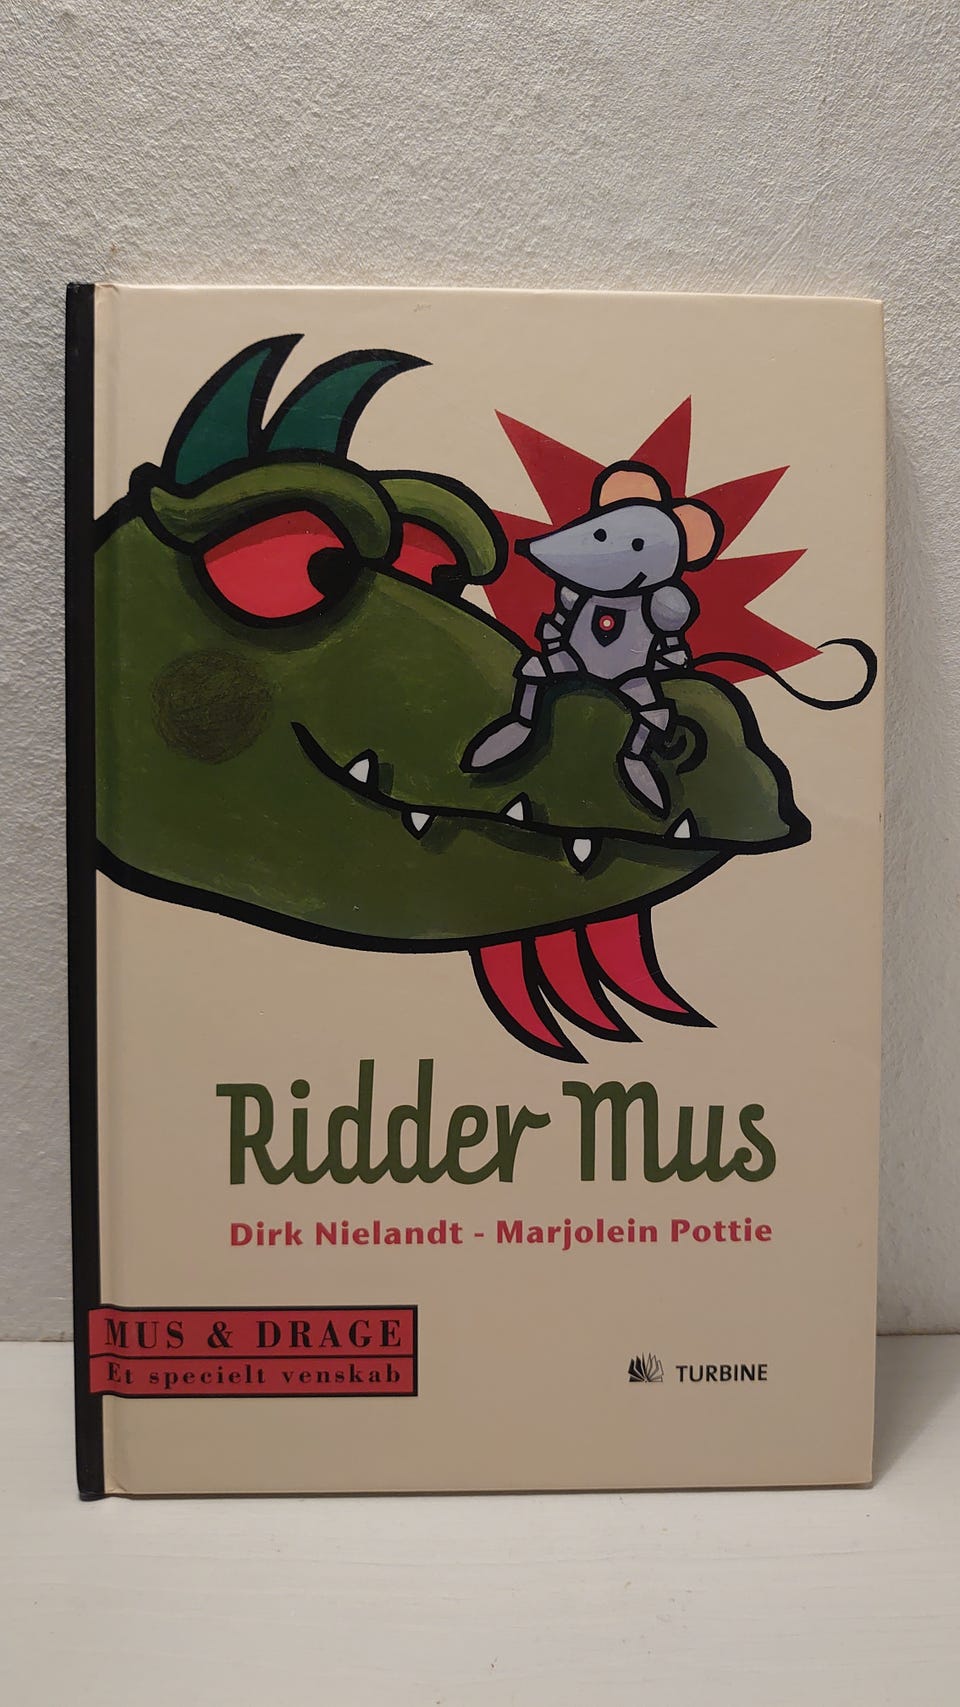 Ridder Mus
Dirk Nielandt - Marjolein Pottie
MUS & DRAGE
Et specielt venskab
TURBINE